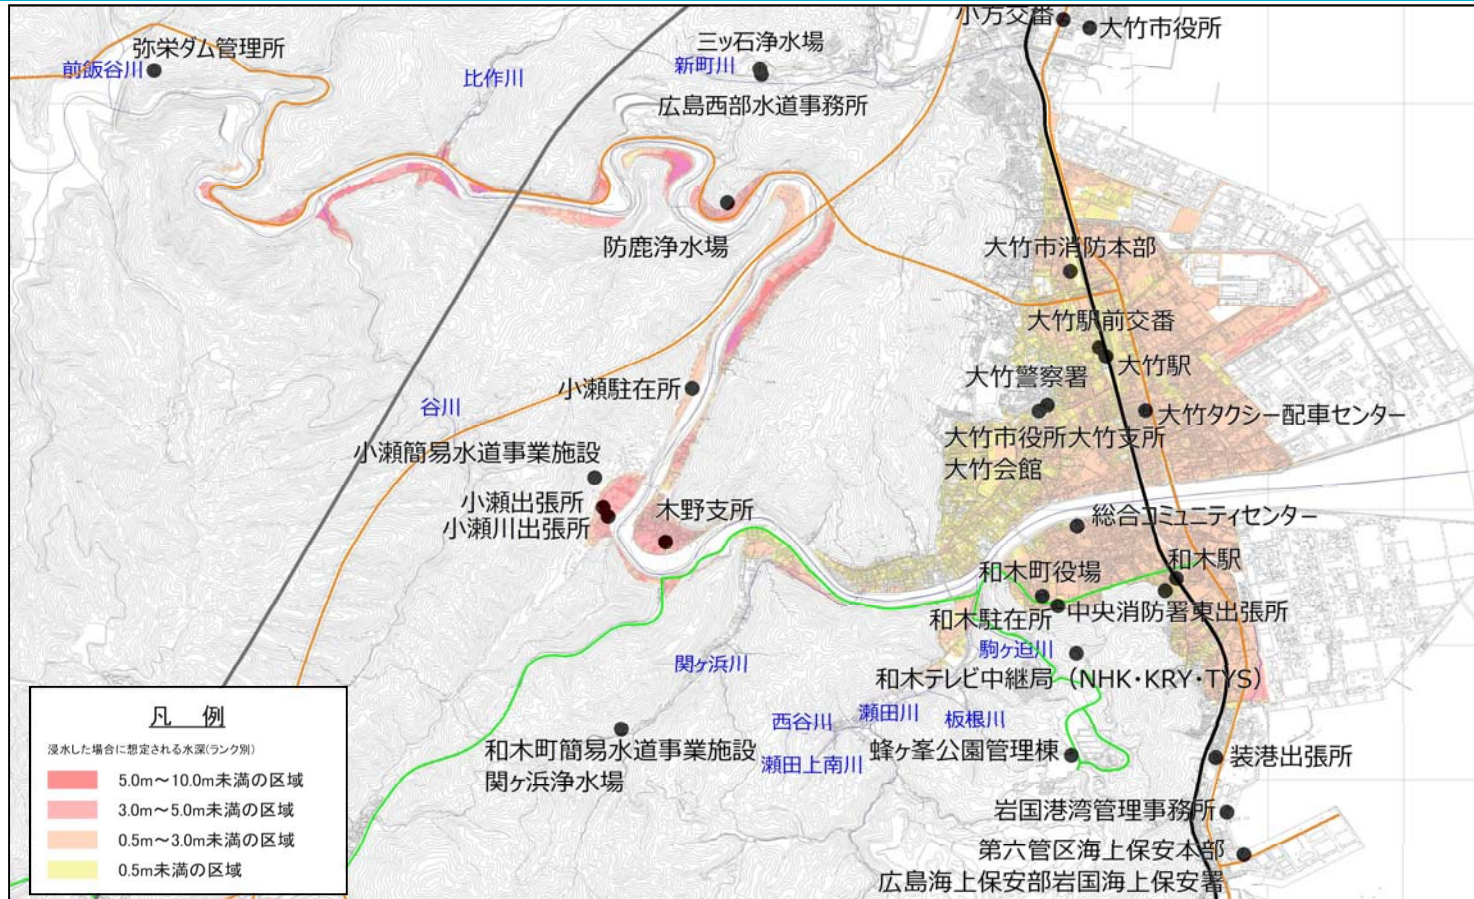 小方交番
大竹市役所
弥栄ダム管理所
前飯谷川
比作川
三ッ石浄水場
新町川
広島西部水道事務所
防鹿浄水場
大竹市消防本部
大竹駅前交番
大竹駅
大竹警察署
小瀬駐在所
谷川
大竹タクシー配車センター
大竹市役所大竹支所
大竹会館
小瀬簡易水道事業施設
小瀬出張所
小瀬川出張所
木野支所
総合コミュニティセンター
和木駅
和木町役場
中央消防署東出張所
和木駐在所
駒ヶ迫川
関ヶ浜川
和木テレビ中継局（NHK・KRY・TYS）
西谷川
瀬田川
板根川
和木町簡易水道事業施設
関ヶ浜浄水場
瀬田上南川
蜂ヶ峯公園管理棟
装港出張所
岩国港湾管理事務所
第六管区海上保安本部
広島海上保安部岩国海上保安署
凡 例
浸水した場合に想定される水深(ランク別)
5.0m～10.0m未満の区域
3.0m～5.0m未満の区域
0.5m～3.0m未満の区域
0.5m未満の区域